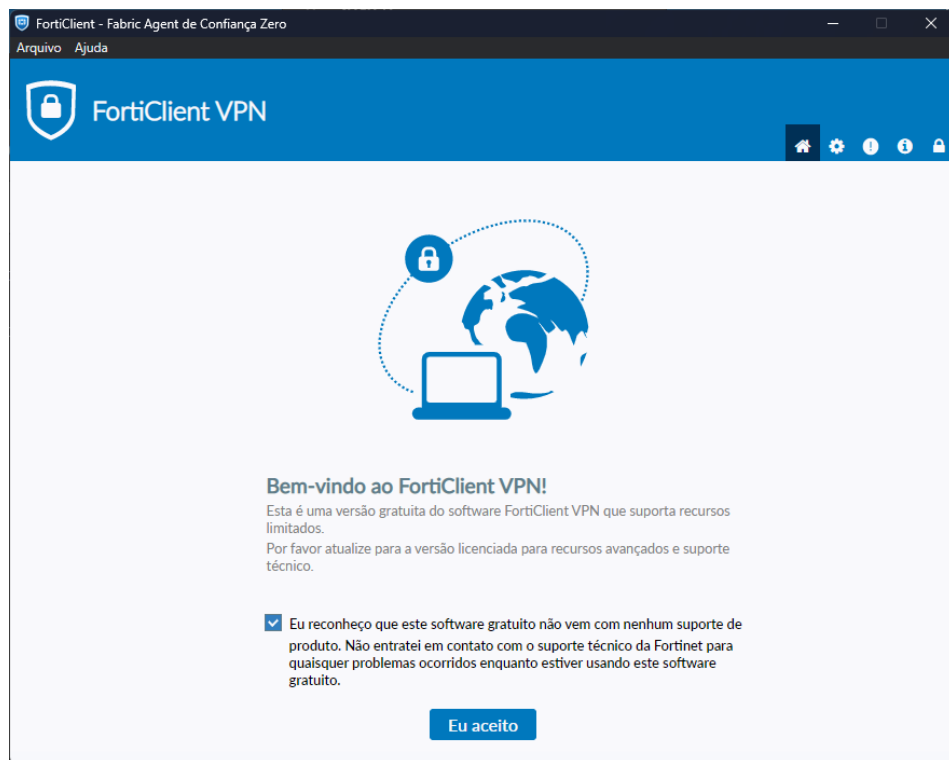 FortiClient - Fabric Agent de Confiança Zero
Arquivo Ajuda
FortiClient VPN
Bem-vindo ao FortiClient VPN!
Esta é uma versão gratuita do software FortiClient VPN que suporta recursos
limitados.
Por favor atualize para a versão licenciada para recursos avançados e suporte
técnico.
Eu reconheço que este software gratuito não vem com nenhum suporte de
produto. Não entratei em contato com o suporte técnico da Fortinet para
quaisquer problemas ocorridos enquanto estiver usando este software
gratuito.
Eu aceito